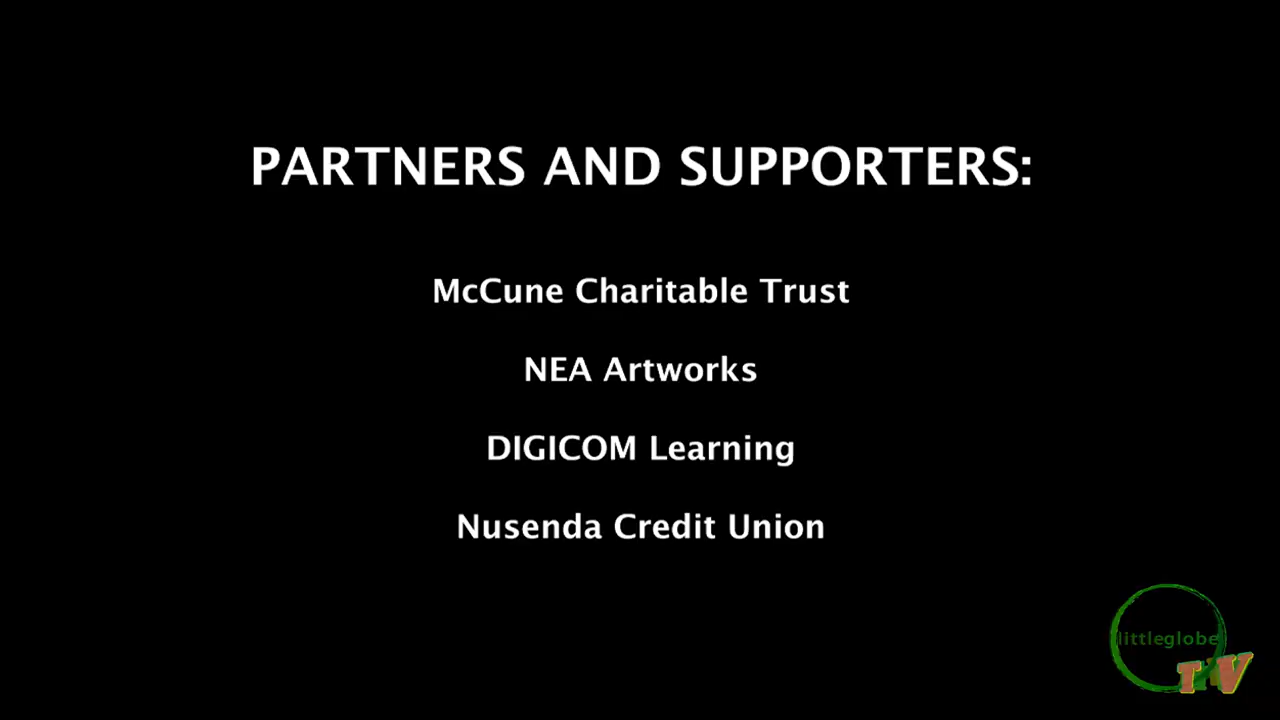 PARTNERS AND SUPPORTERS:
McCune Charitable Trust
NEA Artworks
DIGICOM Learning
Nusenda Credit Union
littleglobe
TV